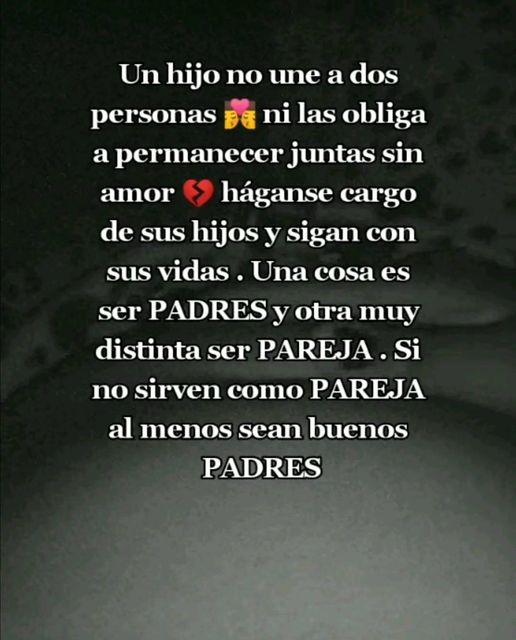 Un hijo no une a dos
personas 💏 ni las obliga
a permanecer juntas sin
amor 💔 háganse cargo
de sus hijos y sigan con
sus vidas . Una cosa es
ser PADRES y otra muy
distinta ser PAREJA . Si
no sirven como PAREJA
al menos sean buenos
PADRES